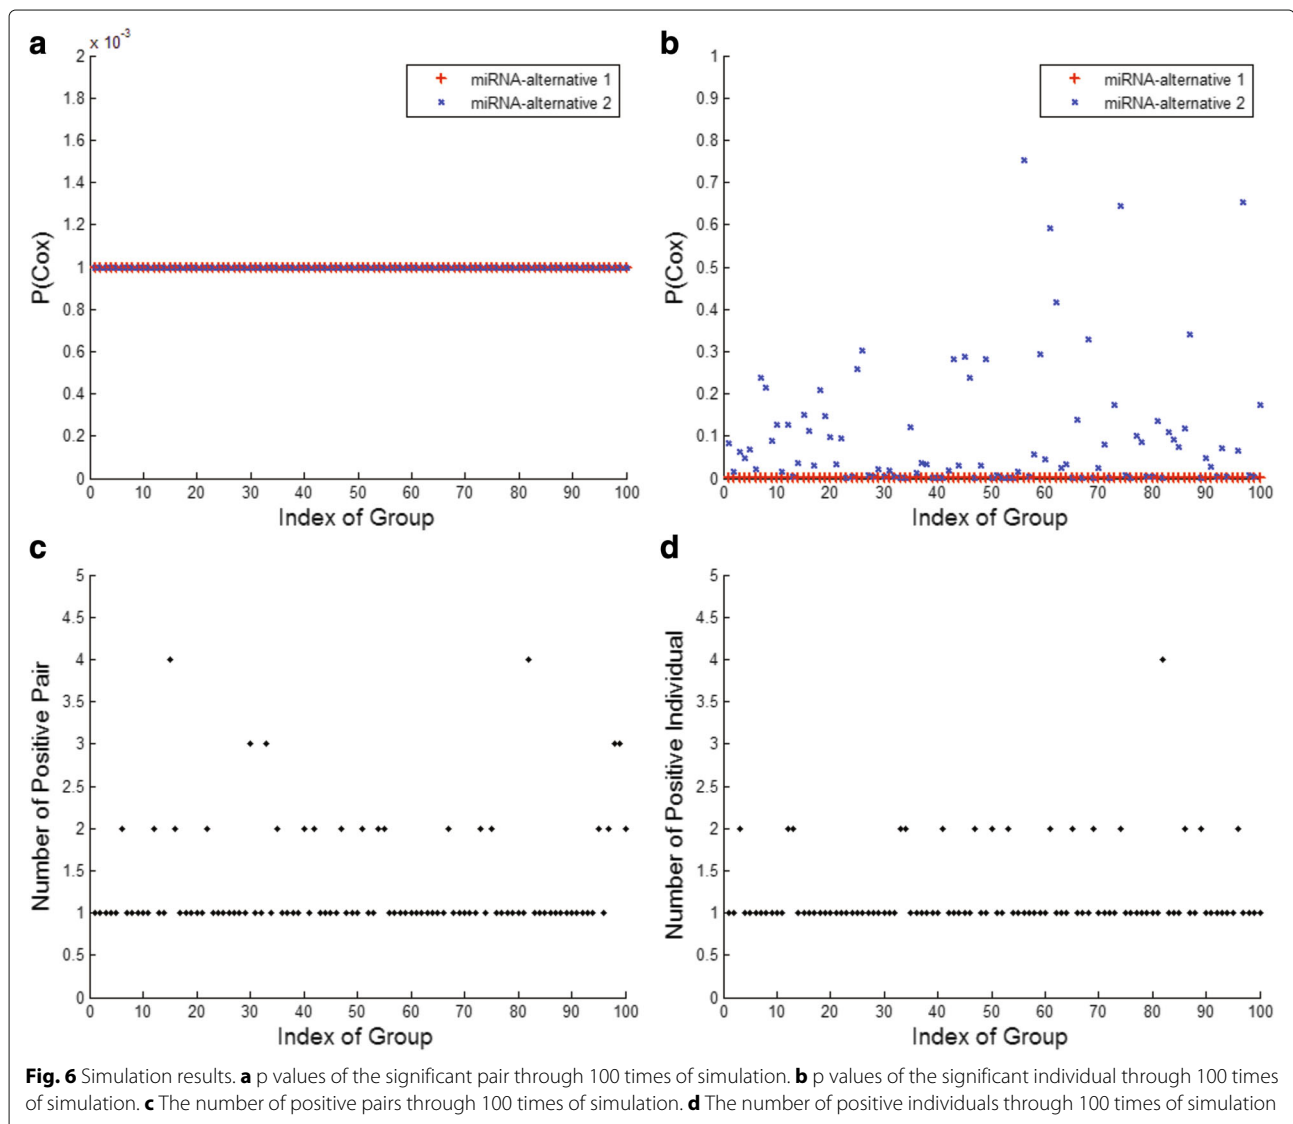 a
× 10-3
2
1.8
1.6
1.4
1.2
1
0.8
0.6
0.4
0.2
0
P(Cox)
miRNA-alternative 1
miRNA-alternative 2
0 10 20 30 40 50 60 70 80 90 100
Index of Group
b
1
0.9
0.8
0.7
0.6
0.5
0.4
0.3
0.2
0.1
0
P(Cox)
miRNA-alternative 1
miRNA-alternative 2
0 10 20 30 40 50 60 70 80 90 100
Index of Group
c
5
4.5
4
3.5
3
2.5
2
1.5
1
0.5
0
Number of Positive Pair
0 10 20 30 40 50 60 70 80 90 100
Index of Group
d
5
4.5
4
3.5
3
2.5
2
1.5
1
0.5
0
Number of Positive Individual
0 10 20 30 40 50 60 70 80 90 100
Index of Group
Fig. 6 Simulation results. a p values of the significant pair through 100 times of simulation. b p values of the significant individual through 100 times
of simulation. c The number of positive pairs through 100 times of simulation. d The number of positive individuals through 100 times of simulation